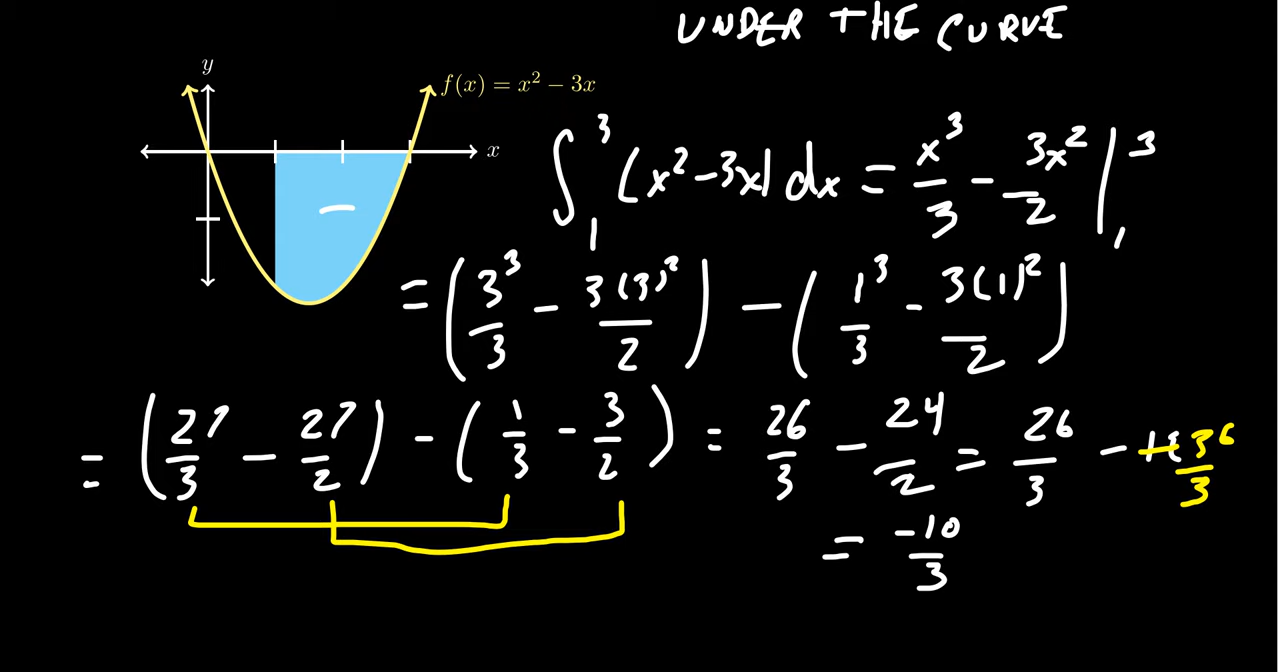 UNDER THE CURVE
y
f(x) = x² − 3x
x
∫₁³ (x² − 3x) dx = x³/3 − 3x²/2 |₁³
= (3³/3 − 3(3)²/2) − (1³/3 − 3(1)²/2)
= (27/3 − 27/2) − (1/3 − 3/2) = 26/3 − 24/2 = 26/3 − 36/3
= −10/3